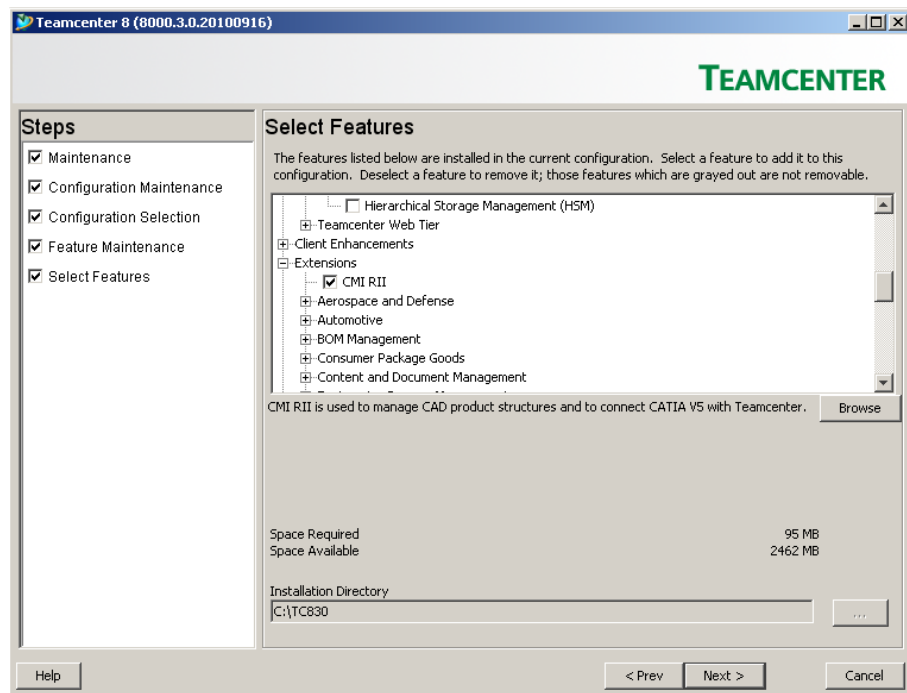 Teamcenter 8 (8000.3.0.20100916)
TEAMCENTER
Steps
Maintenance
Configuration Maintenance
Configuration Selection
Feature Maintenance
Select Features
Select Features
The features listed below are installed in the current configuration. Select a feature to add it to this
configuration. Deselect a feature to remove it; those features which are grayed out are not removable.
Hierarchical Storage Management (HSM)
Teamcenter Web Tier
Client Enhancements
Extensions
CMI RII
Aerospace and Defense
Automotive
BOM Management
Consumer Package Goods
Content and Document Management
CMI RII is used to manage CAD product structures and to connect CATIA V5 with Teamcenter.
Browse
Space Required 95 MB
Space Available 2462 MB
Installation Directory
C:\TC830
...
Help
< Prev
Next >
Cancel